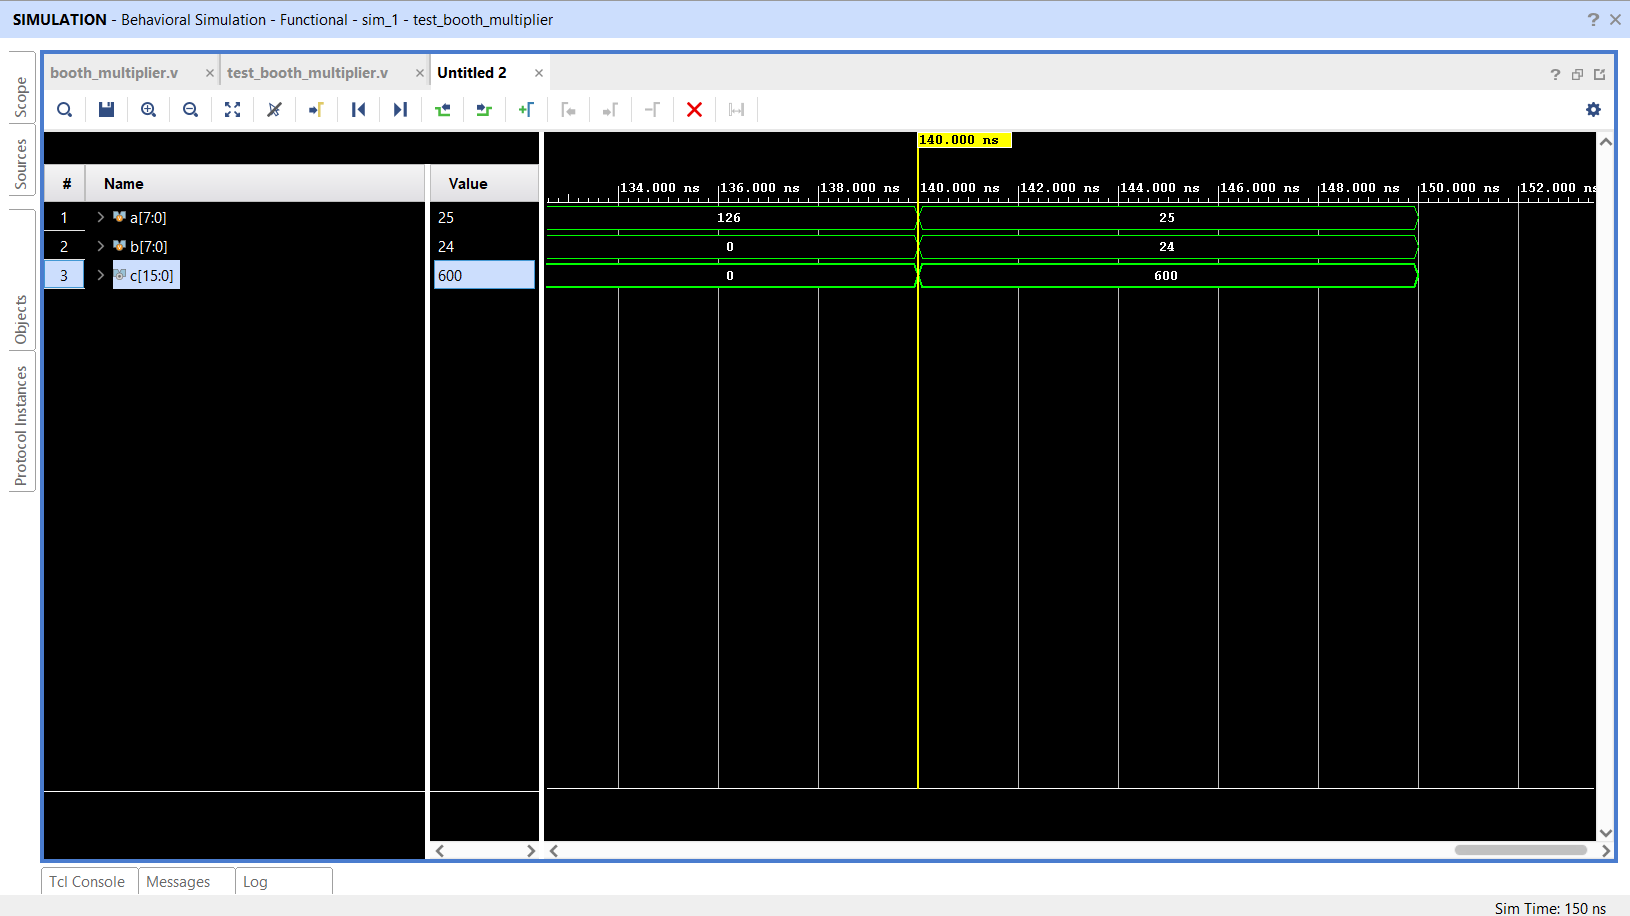 SIMULATION - Behavioral Simulation - Functional - sim_1 - test_booth_multiplier
? ×
Scope
Sources
Objects
Protocol Instances
booth_multiplier.v × test_booth_multiplier.v × Untitled 2 ×
?
140.000 ns
# Name Value
134.000 ns 136.000 ns 138.000 ns 140.000 ns 142.000 ns 144.000 ns 146.000 ns 148.000 ns 150.000 ns 152.000 ns
1 a[7:0] 25 126 25
2 b[7:0] 24 0 24
3 c[15:0] 600 0 600
Tcl Console Messages Log
Sim Time: 150 ns